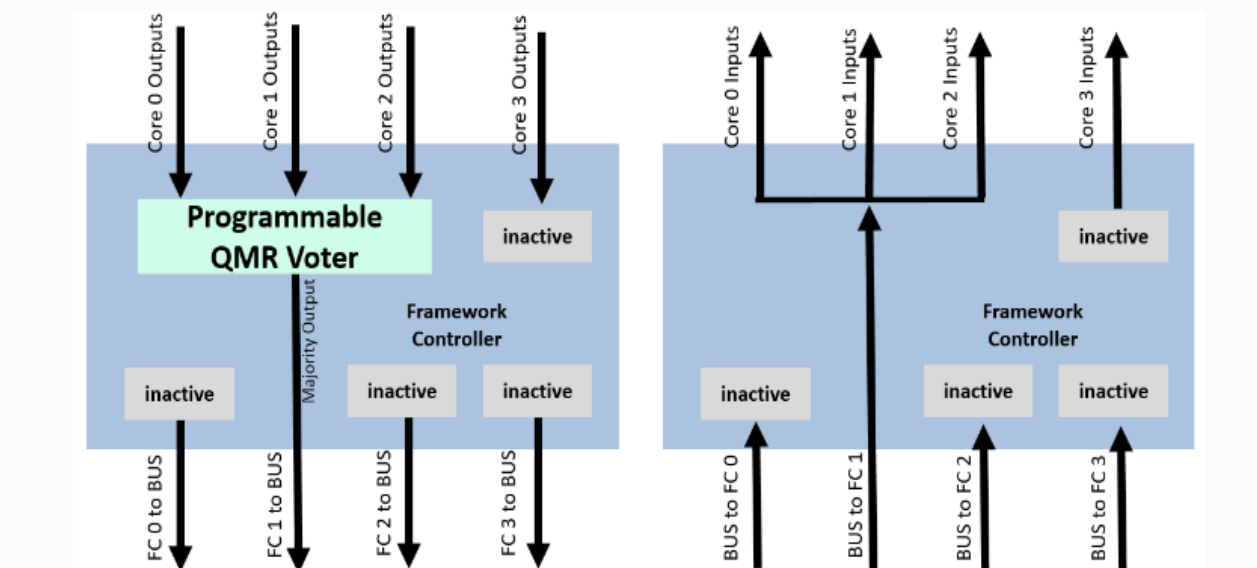 Core 0 Outputs
Core 1 Outputs
Core 2 Outputs
Core 3 Outputs
Programmable
QMR Voter
inactive
Majority Output
Framework
Controller
inactive
inactive
inactive
FC 0 to BUS
FC 1 to BUS
FC 2 to BUS
FC 3 to BUS
Core 0 Inputs
Core 1 Inputs
Core 2 Inputs
Core 3 Inputs
inactive
Framework
Controller
inactive
inactive
inactive
BUS to FC 0
BUS to FC 1
BUS to FC 2
BUS to FC 3